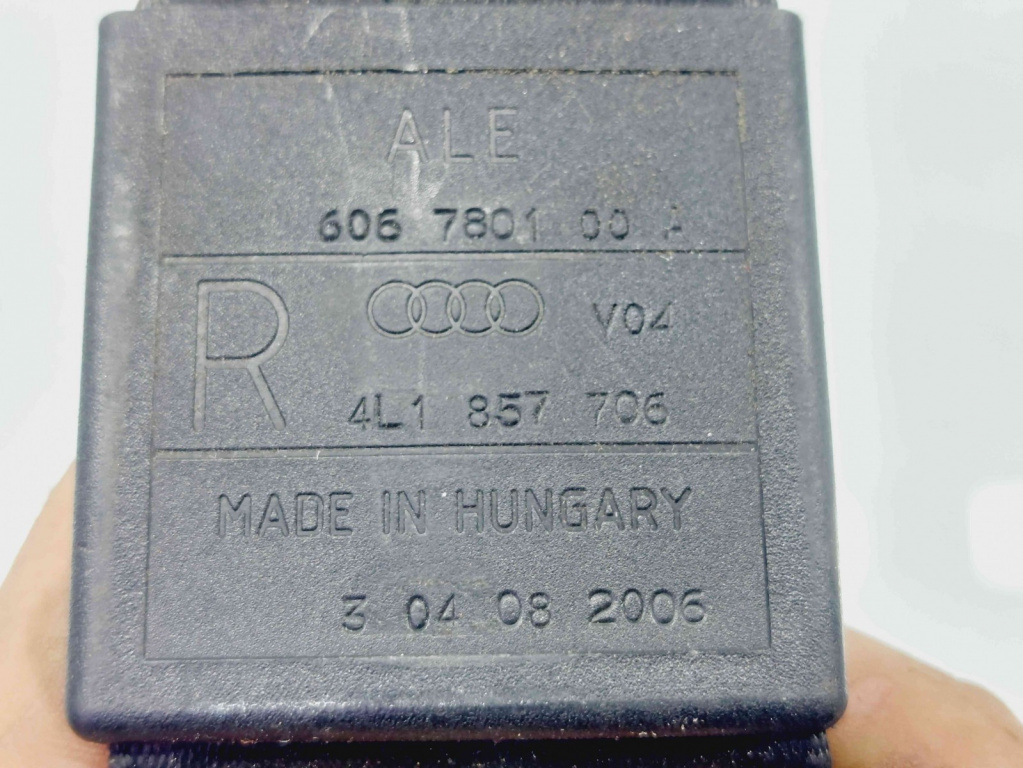 ALE
606 7801 00 A
R V04
4L1 857 706
MADE IN HUNGARY
3 04 08 2006